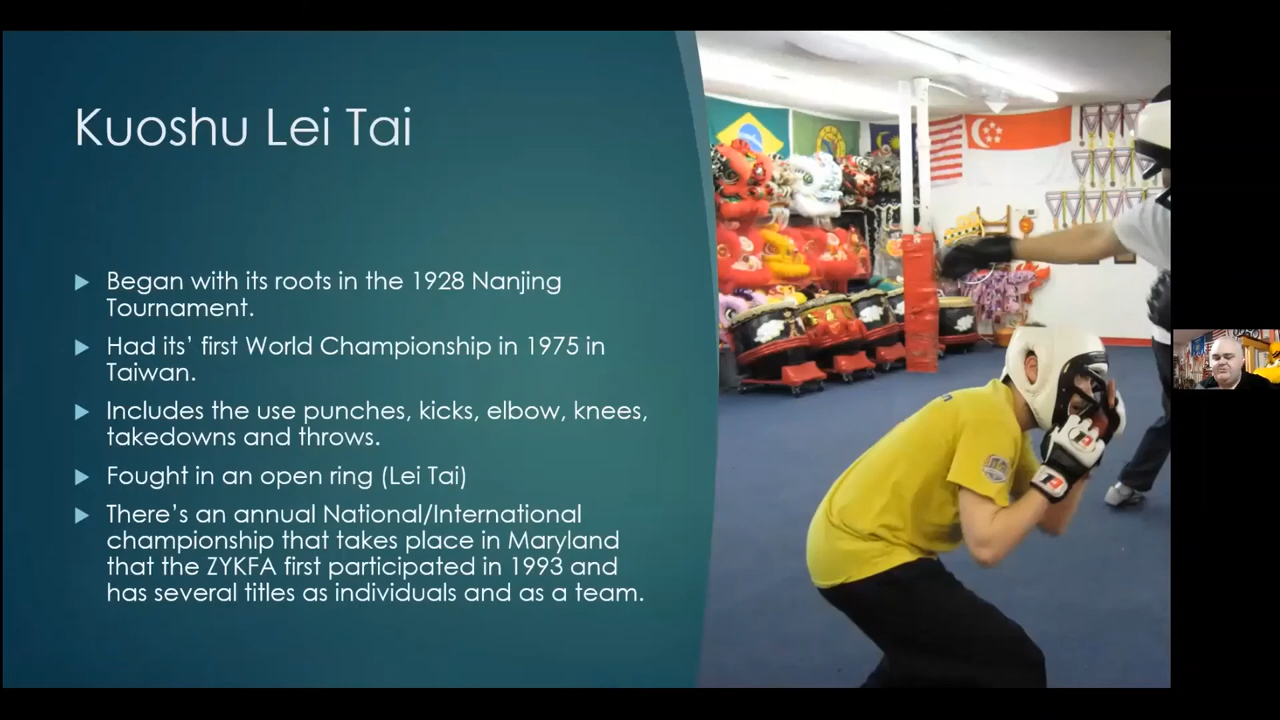 Kuoshu Lei Tai
Began with its roots in the 1928 Nanjing
Tournament.
Had its’ first World Championship in 1975 in
Taiwan.
Includes the use punches, kicks, elbow, knees,
takedowns and throws.
Fought in an open ring (Lei Tai)
There’s an annual National/International
championship that takes place in Maryland
that the ZYKFA first participated in 1993 and
has several titles as individuals and as a team.